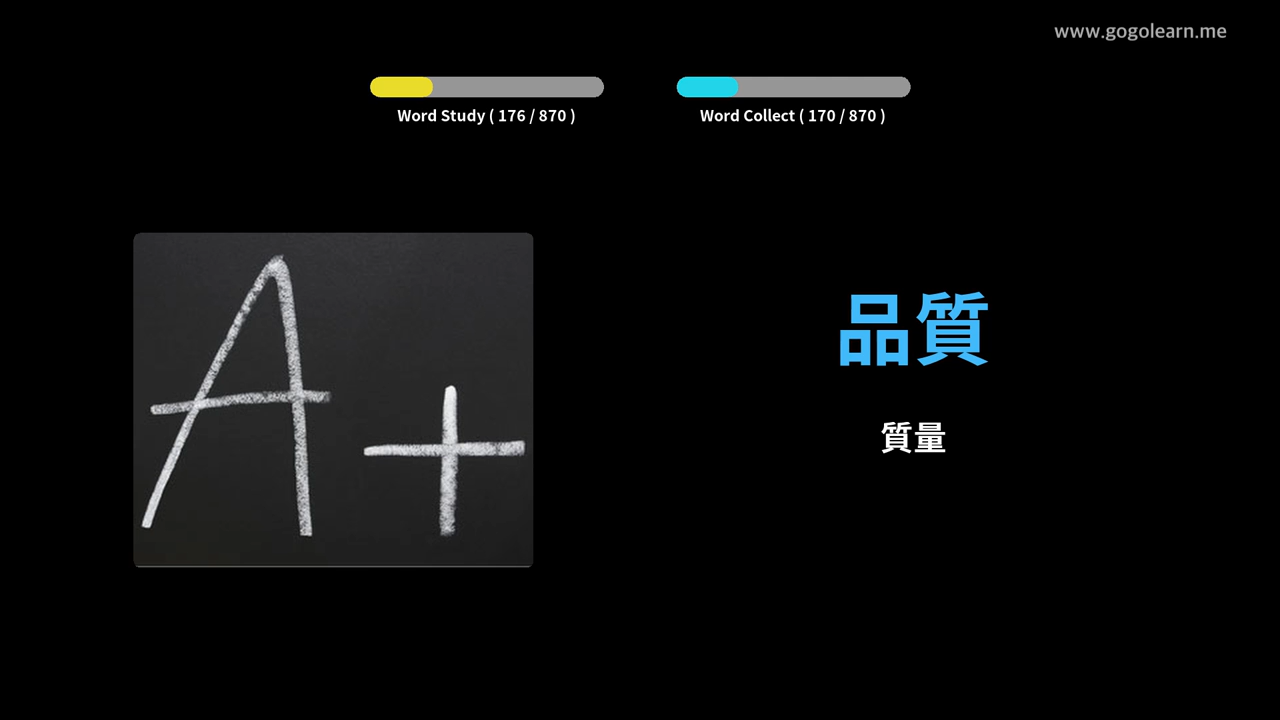 www.gogolearn.me
Word Study ( 176 / 870 )
Word Collect ( 170 / 870 )
A+
品質
質量